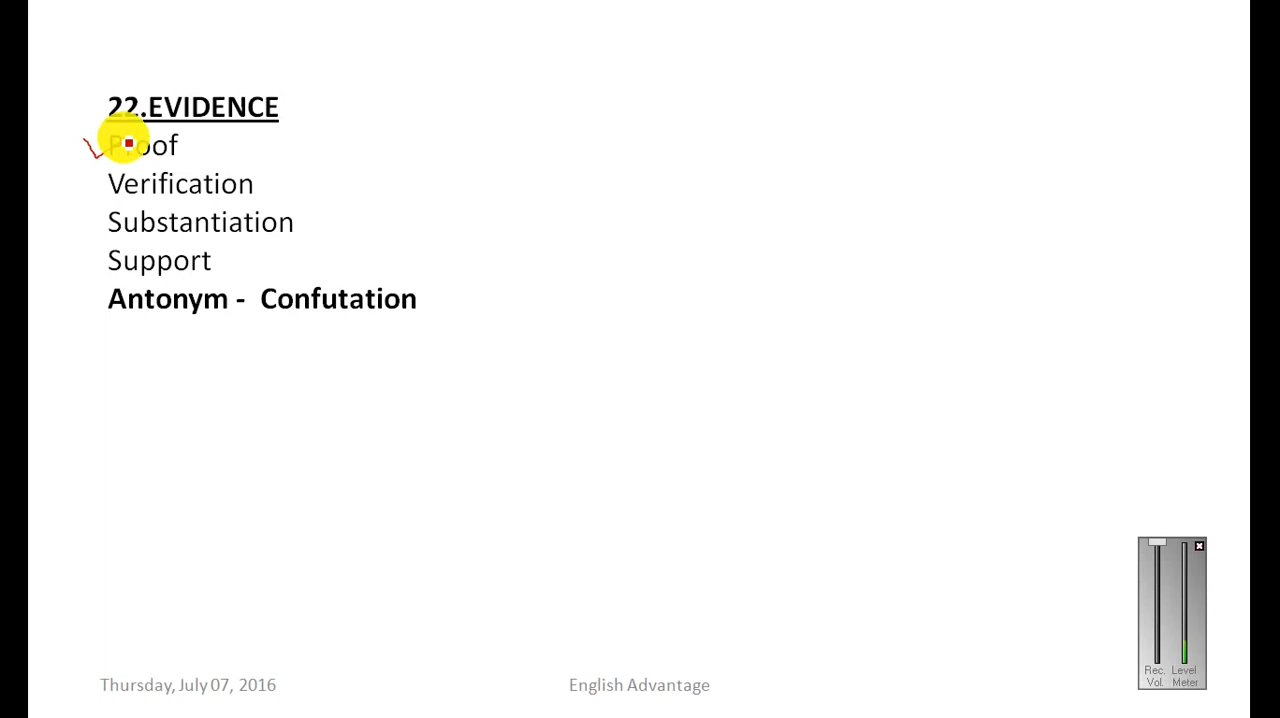 22.EVIDENCE
Proof
Verification
Substantiation
Support
Antonym - Confutation
Rec. Level
Vol. Meter
Thursday, July 07, 2016
English Advantage